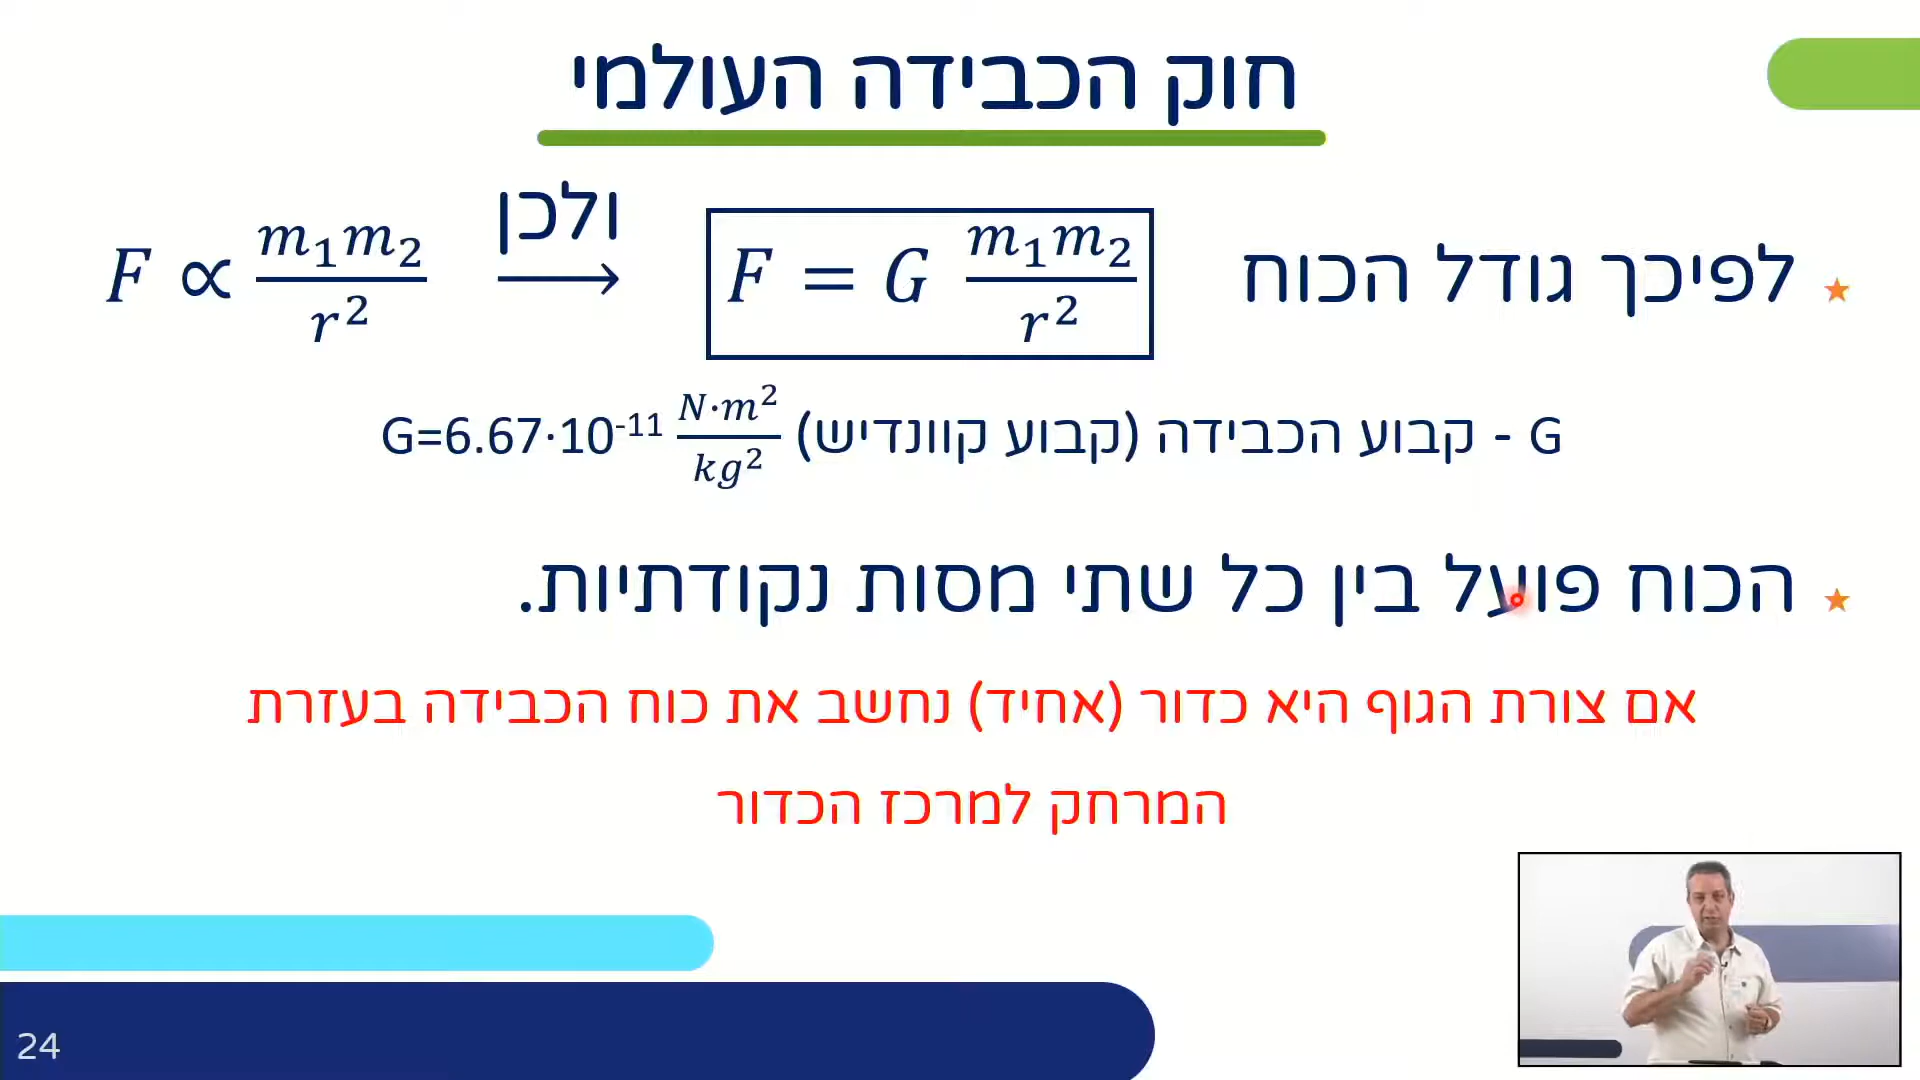 חוק הכבידה העולמי
לפיכך גודל הכוח F ∝ m₁m₂/r² ולכן → F = G m₁m₂/r²
G - קבוע הכבידה (קבוע קוונדיש) G=6.67·10⁻¹¹ N·m²/kg²
הכוח פועל בין כל שתי מסות נקודתיות.
אם צורת הגוף היא כדור (אחיד) נחשב את כוח הכבידה בעזרת
המרחק למרכז הכדור
24